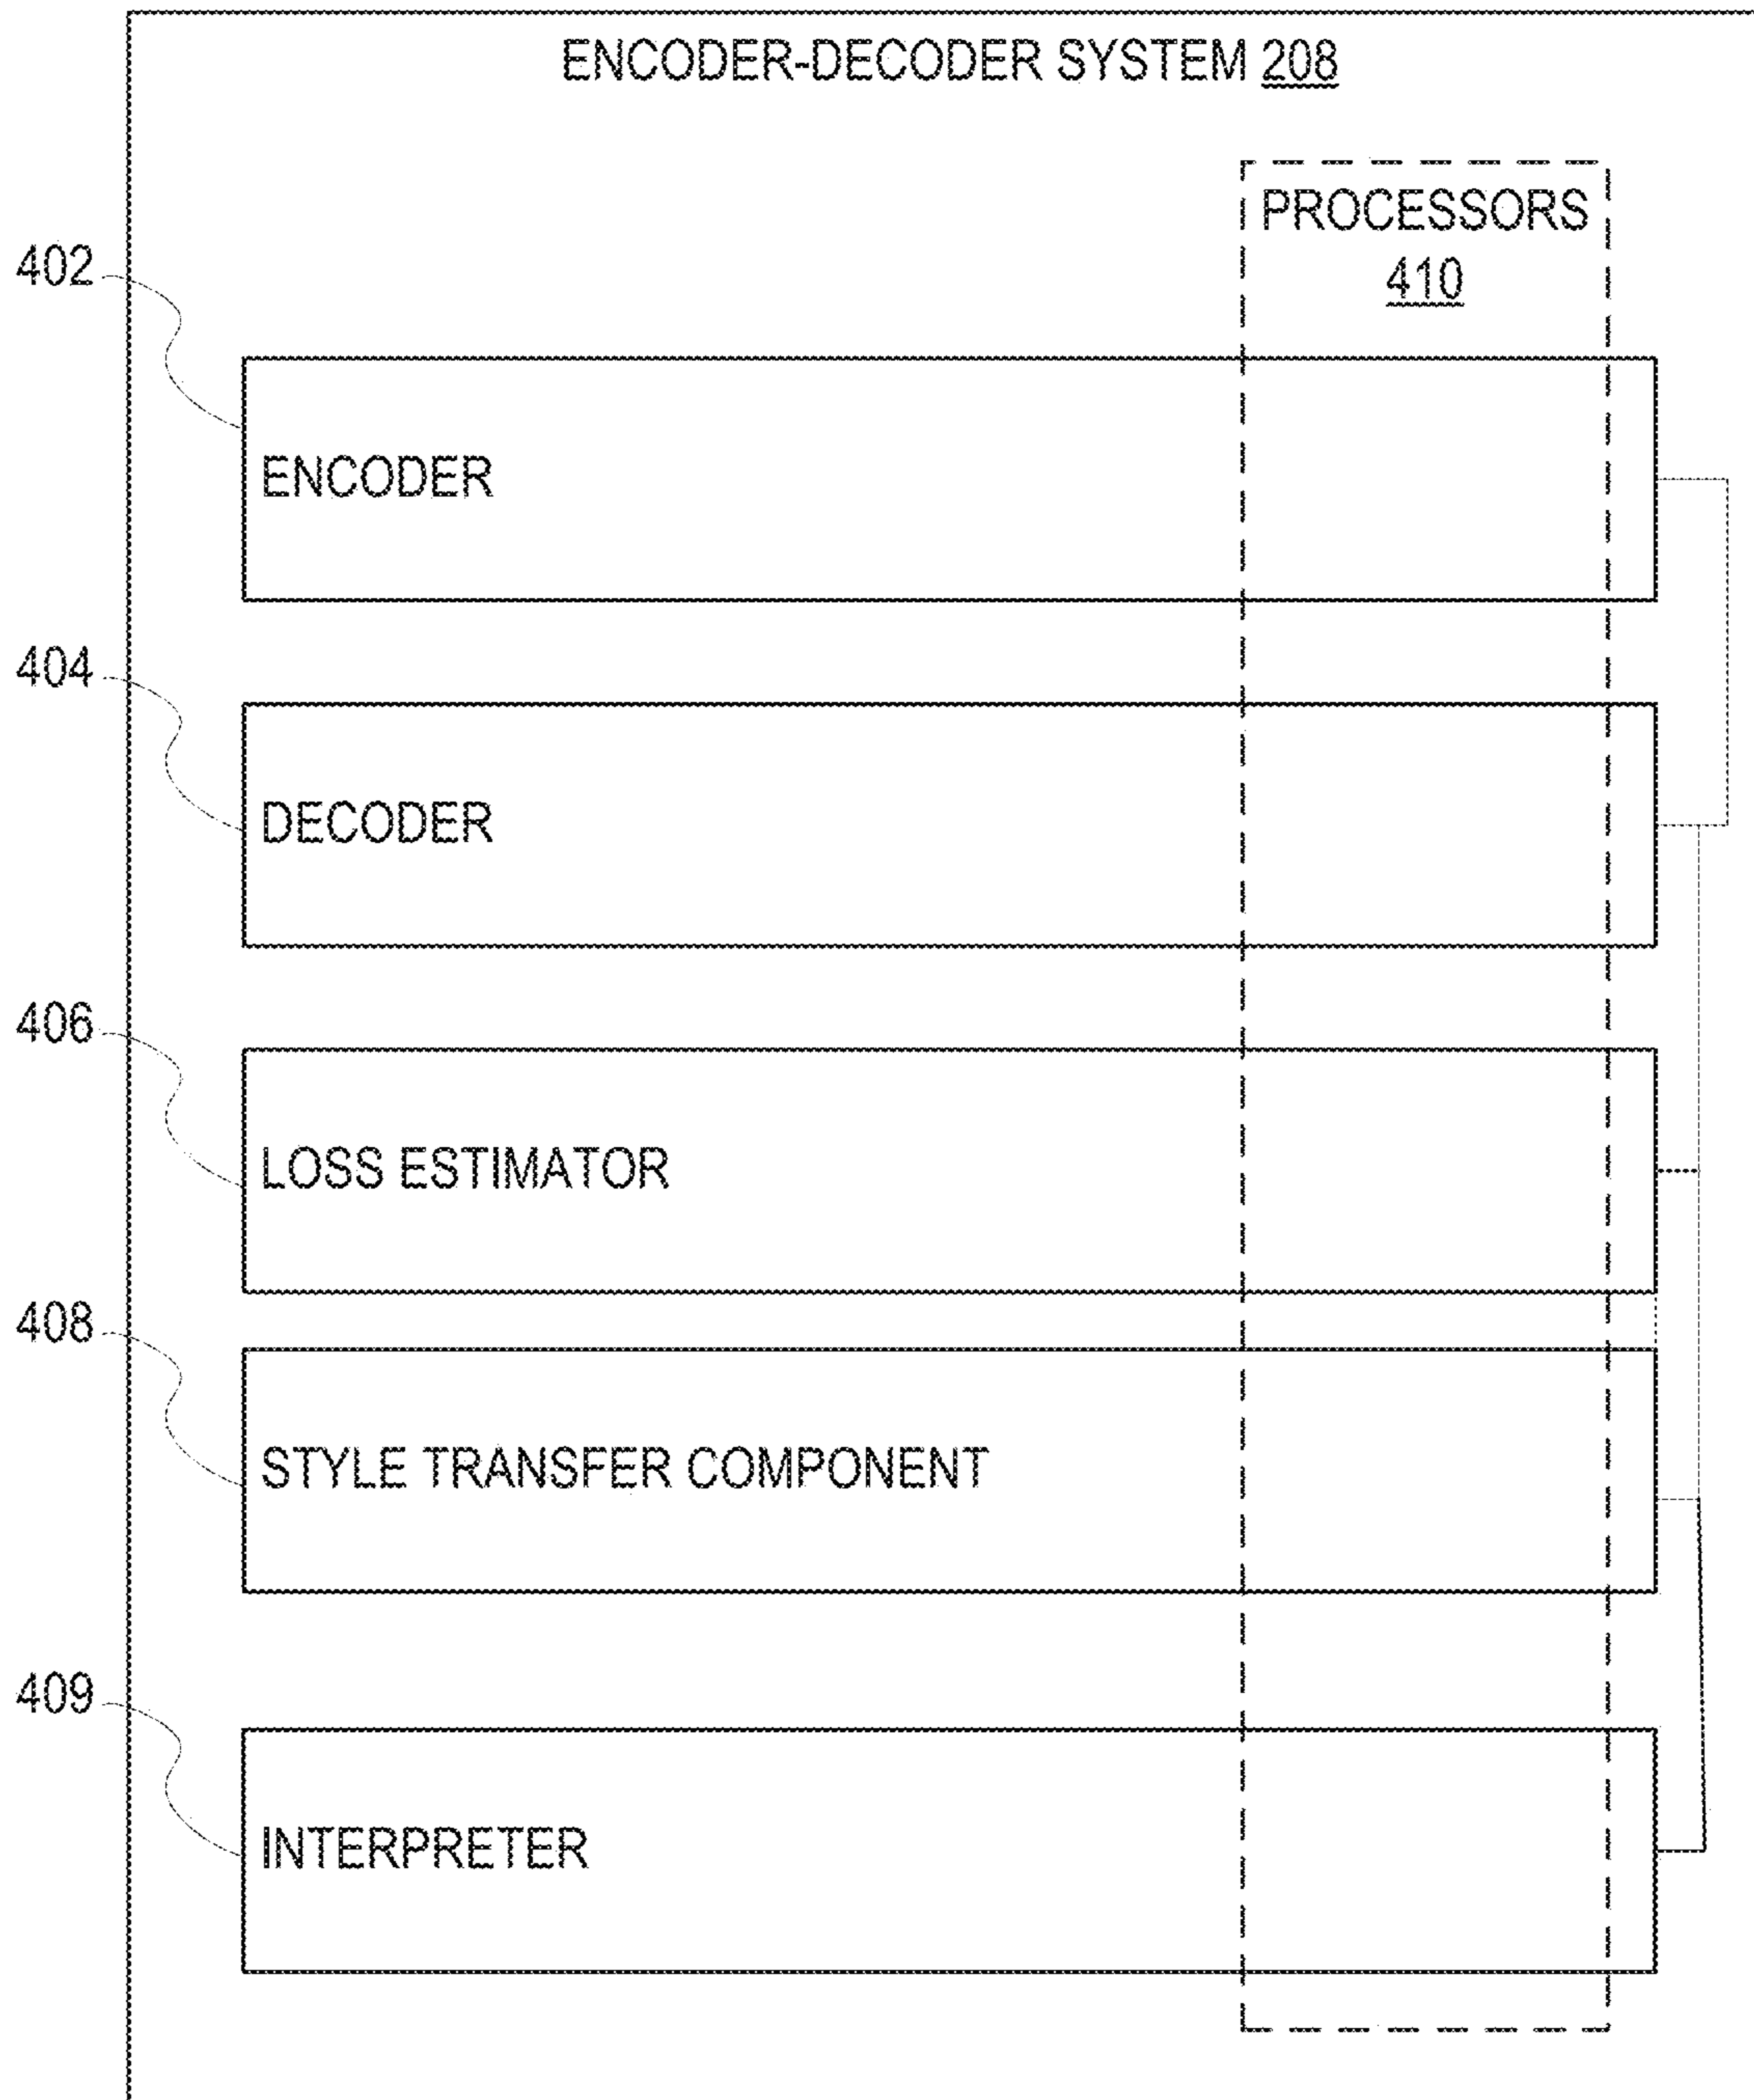 ENCODER-DECODER SYSTEM 208
PROCESSORS
410
402
ENCODER
404
DECODER
406
LOSS ESTIMATOR
408
STYLE TRANSFER COMPONENT
409
INTERPRETER